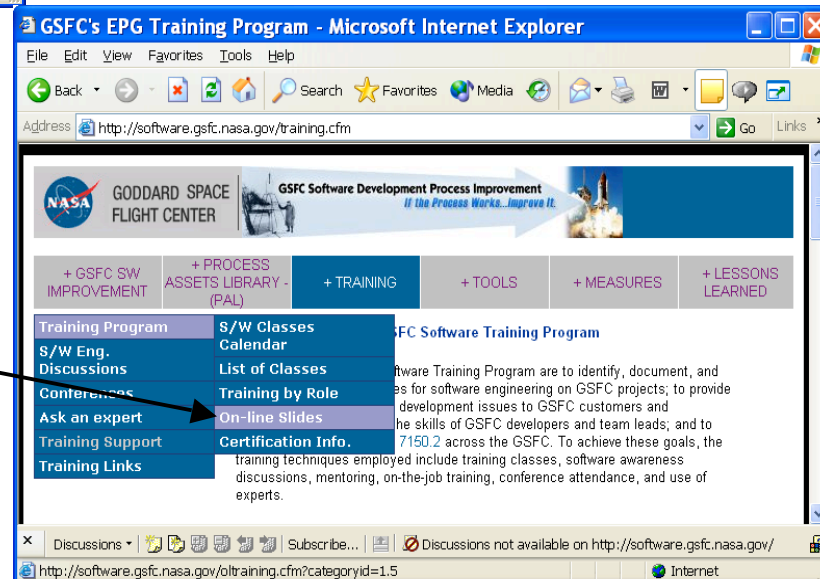 GSFC's EPG Training Program - Microsoft Internet Explorer
File Edit View Favorites Tools Help
Back Search Favorites Media
Address http://software.gsfc.nasa.gov/training.cfm Go Links
NASA GODDARD SPACE FLIGHT CENTER
GSFC Software Development Process Improvement
If the Process Works...Improve It.
+ GSFC SW IMPROVEMENT
+ PROCESS ASSETS LIBRARY - (PAL)
+ TRAINING
+ TOOLS
+ MEASURES
+ LESSONS LEARNED
Training Program
S/W Eng. Discussions
Conferences
Ask an expert
Training Support
Training Links
S/W Classes Calendar
List of Classes
Training by Role
On-line Slides
Certification Info.
SFC Software Training Program
tware Training Program are to identify, document, and
es for software engineering on GSFC projects; to provide
development issues to GSFC customers and
he skills of GSFC developers and team leads; and to
7150.2 across the GSFC. To achieve these goals, the
training techniques employed include training classes, software awareness
discussions, mentoring, on-the-job training, conference attendance, and use of
experts.
Discussions Subscribe... Discussions not available on http://software.gsfc.nasa.gov/
http://software.gsfc.nasa.gov/oltraining.cfm?categoryid=1.5 Internet